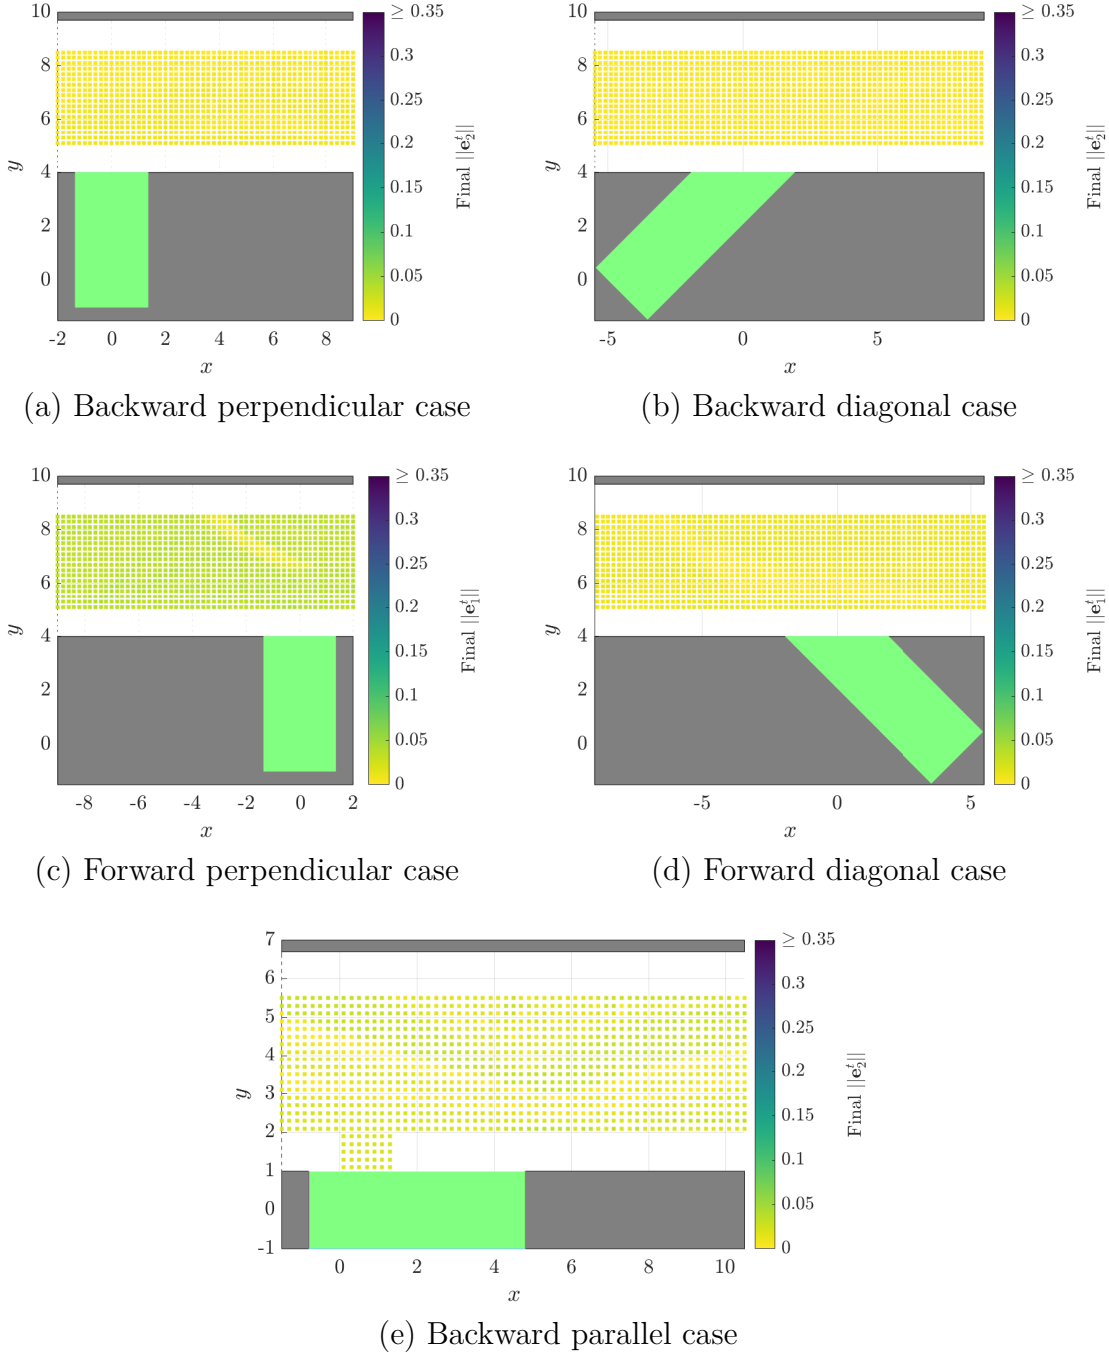 10
8
6
4
2
0
y
-2 0 2 4 6 8
x
≥ 0.35
0.3
0.25
0.2
0.15
0.1
0.05
0
Final ||e₂ᵗ||
(a) Backward perpendicular case
10
8
6
4
2
0
y
-5 0 5
x
≥ 0.35
0.3
0.25
0.2
0.15
0.1
0.05
0
Final ||e₂ᵗ||
(b) Backward diagonal case
10
8
6
4
2
0
y
-8 -6 -4 -2 0 2
x
≥ 0.35
0.3
0.25
0.2
0.15
0.1
0.05
0
Final ||e₁ᵗ||
(c) Forward perpendicular case
10
8
6
4
2
0
y
-5 0 5
x
≥ 0.35
0.3
0.25
0.2
0.15
0.1
0.05
0
Final ||e₁ᵗ||
(d) Forward diagonal case
7
6
5
4
3
2
1
0
-1
y
0 2 4 6 8 10
x
≥ 0.35
0.3
0.25
0.2
0.15
0.1
0.05
0
Final ||e₂ᵗ||
(e) Backward parallel case